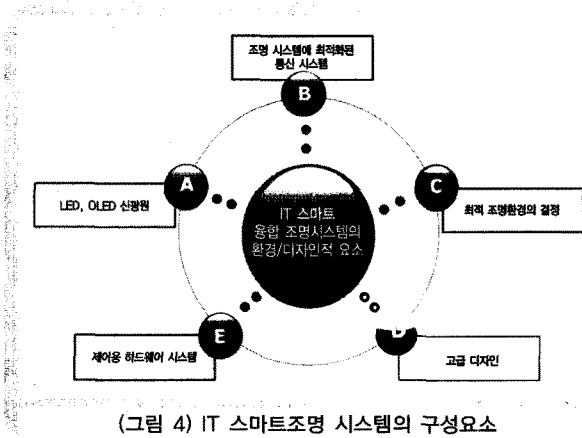 조명 시스템에 최적화된
통신 시스템
B
A
LED, OLED 신광원
C
최적 조명환경의 결정
IT 스마트
융합 조명시스템의
환경/디자인적 요소
E
제어용 하드웨어 시스템
D
고급 디자인
(그림 4) IT 스마트조명 시스템의 구성요소